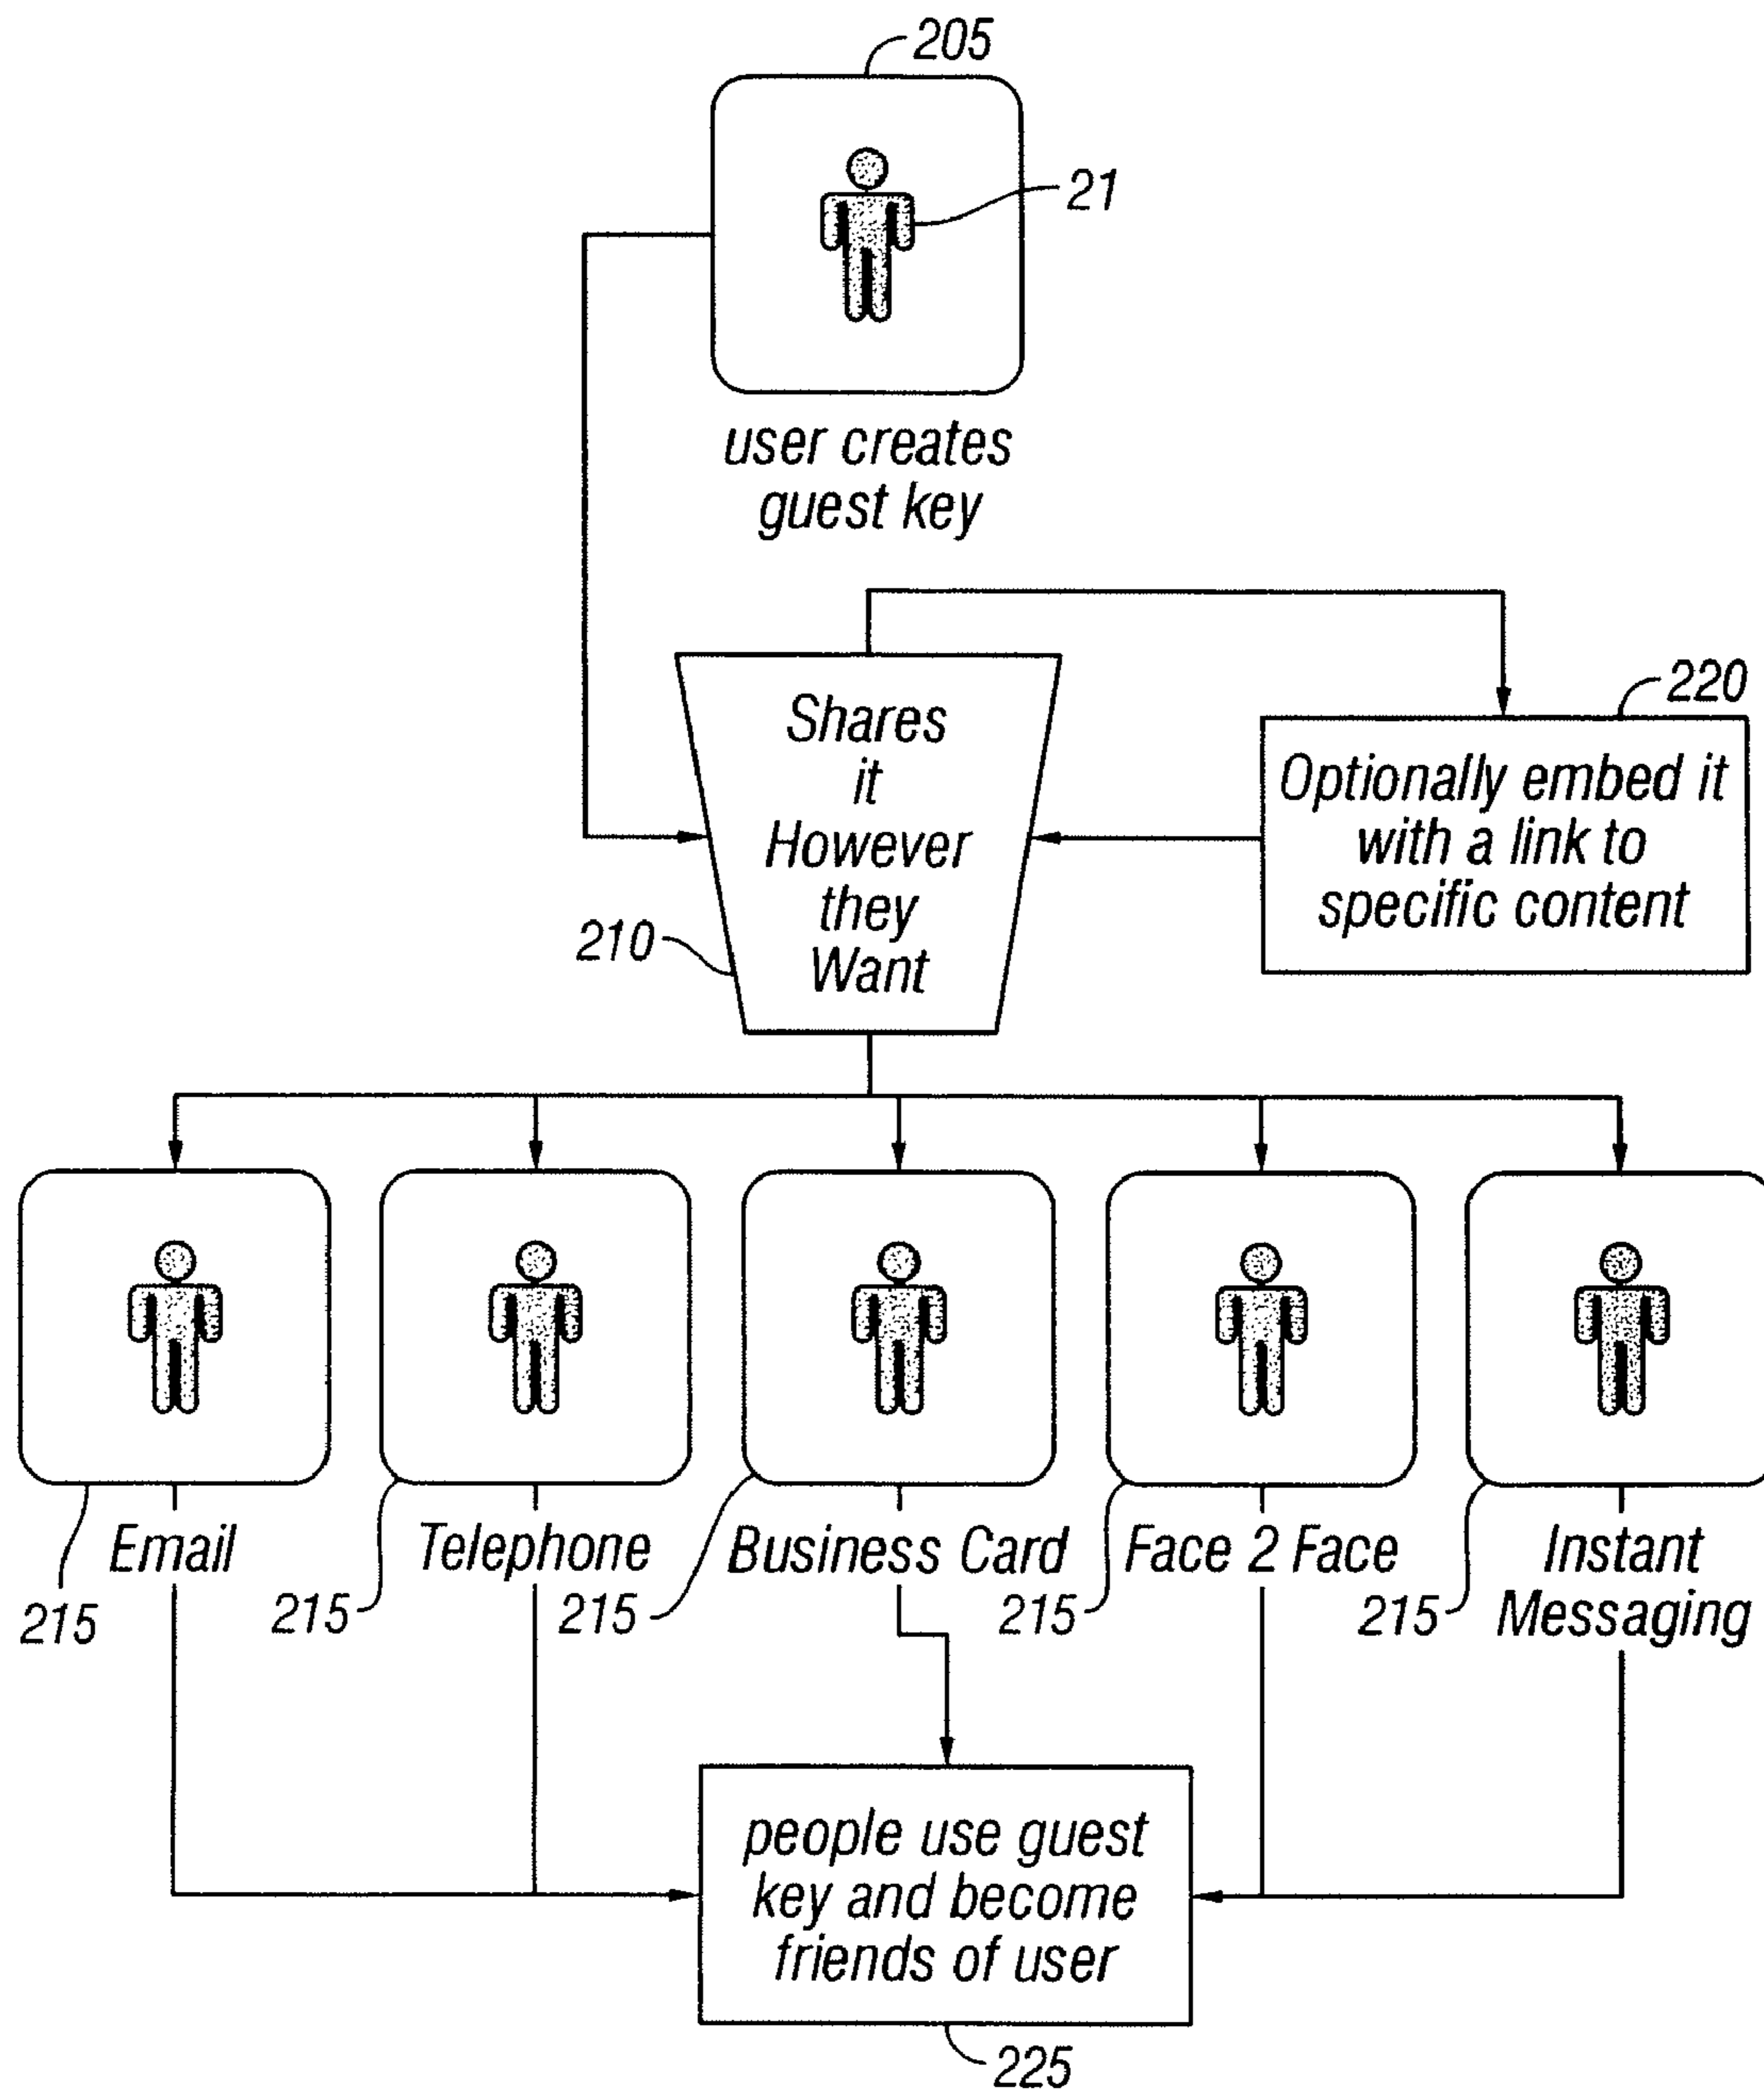 205
21
user creates
guest key
220
Shares
it
However
they
Want
Optionally embed it
with a link to
specific content
210
Email
Telephone
Business Card
Face 2 Face
Instant
Messaging
215
215
215
215
215
people use guest
key and become
friends of user
225